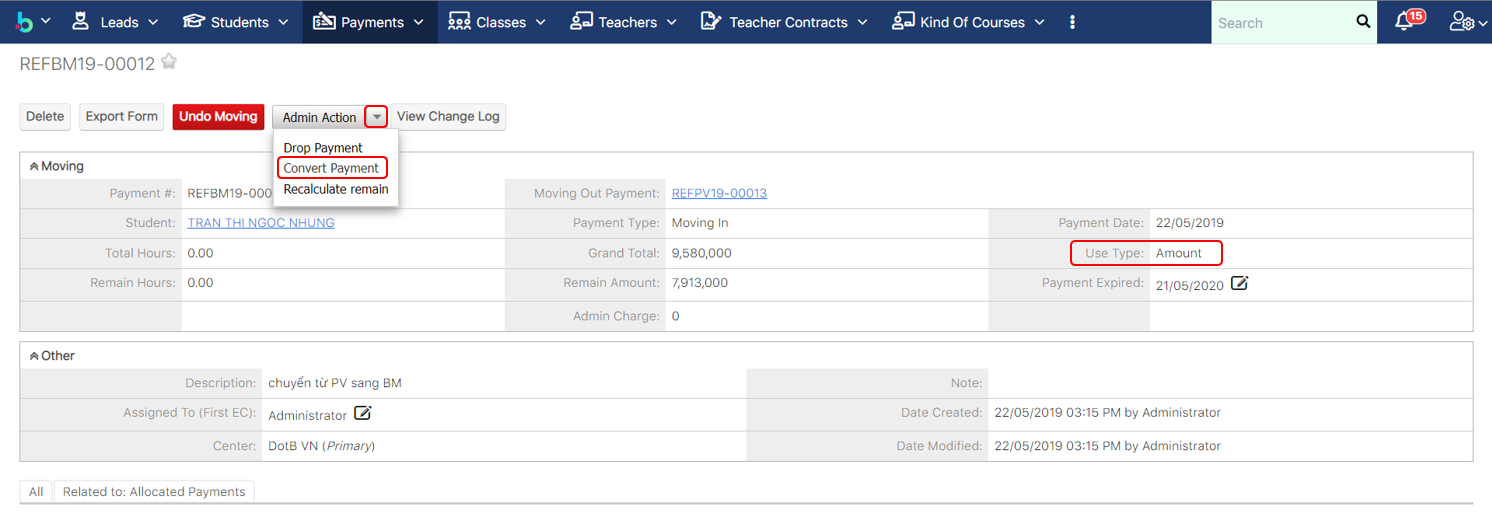 Leads Students Payments Classes Teachers Teacher Contracts Kind Of Courses Search 15
REFBM19-00012
Delete Export Form Undo Moving Admin Action View Change Log
Drop Payment
Convert Payment
Recalculate remain
Moving
Payment #: REFBM19-000 Moving Out Payment: REFPV19-00013
Student: TRAN THI NGOC NHUNG Payment Type: Moving In Payment Date: 22/05/2019
Total Hours: 0.00 Grand Total: 9,580,000 Use Type: Amount
Remain Hours: 0.00 Remain Amount: 7,913,000 Payment Expired: 21/05/2020
Admin Charge: 0
Other
Description: chuyển từ PV sang BM Note:
Assigned To (First EC): Administrator Date Created: 22/05/2019 03:15 PM by Administrator
Center: DotB VN (Primary) Date Modified: 22/05/2019 03:15 PM by Administrator
All Related to: Allocated Payments